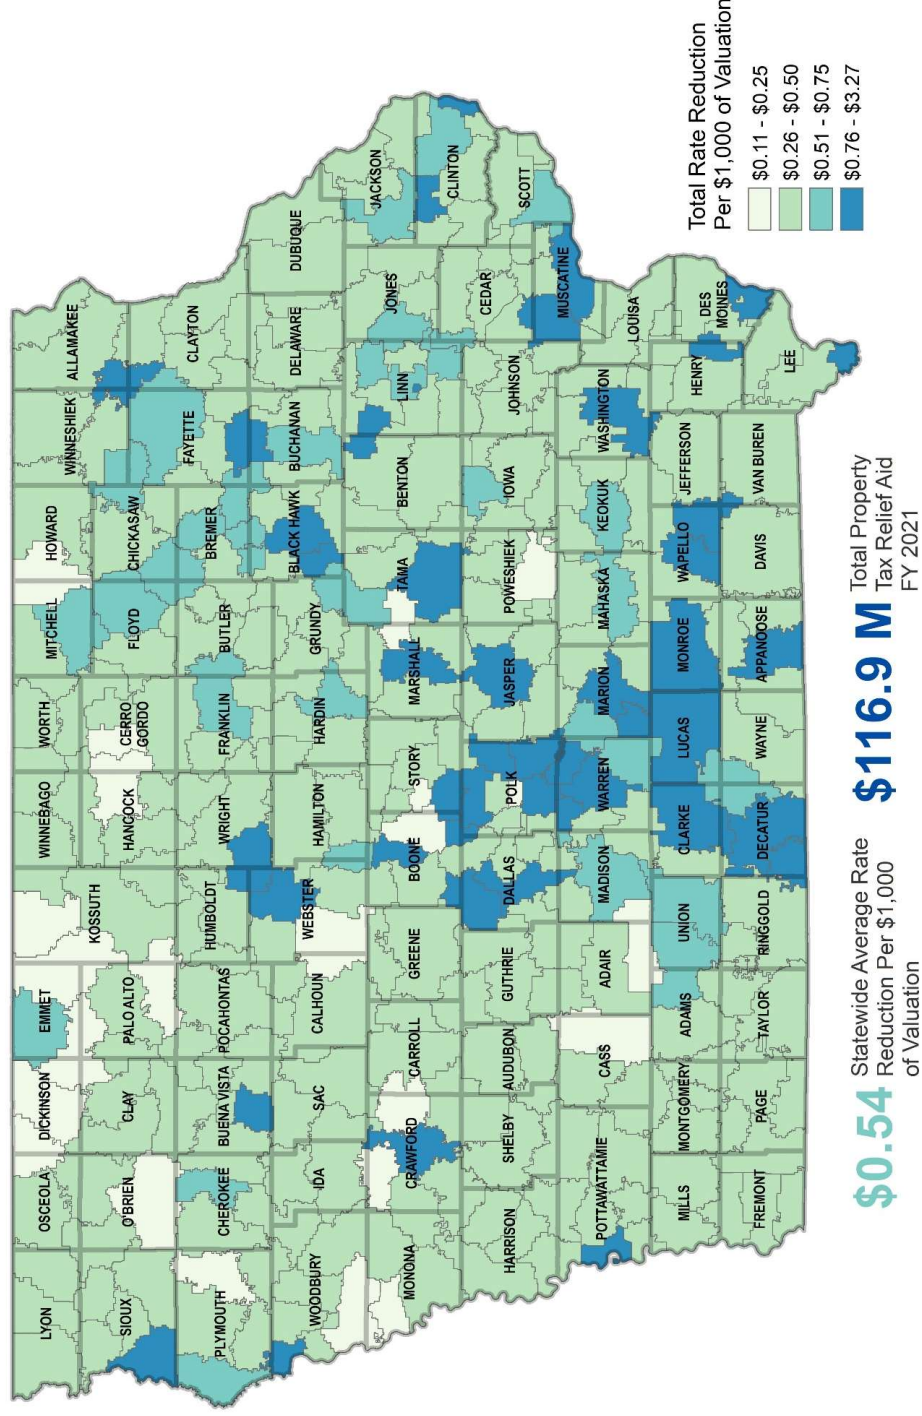 LYON
OSCEOLA
DICKINSON
EMMET
KOSSUTH
WINNEBAGO
WORTH
MITCHELL
HOWARD
WINNESHIEK
ALLAMAKEE
SIOUX
O'BRIEN
CLAY
PALO ALTO
HANCOCK
CERRO
GORDO
FLOYD
CHICKASAW
FAYETTE
CLAYTON
PLYMOUTH
CHEROKEE
BUENA VISTA
POCAHONTAS
HUMBOLDT
WRIGHT
FRANKLIN
BUTLER
BREMER
WOODBURY
IDA
SAC
CALHOUN
WEBSTER
HAMILTON
HARDIN
GRUNDY
BLACK HAWK
BUCHANAN
DELAWARE
DUBUQUE
MONONA
CRAWFORD
CARROLL
GREENE
BOONE
STORY
MARSHALL
TAMA
BENTON
LINN
JONES
JACKSON
HARRISON
SHELBY
AUDUBON
GUTHRIE
DALLAS
POLK
JASPER
POWESHIEK
IOWA
JOHNSON
CEDAR
CLINTON
SCOTT
POTTAWATTAMIE
CASS
ADAIR
MADISON
WARREN
MARION
MAHASKA
KEOKUK
WASHINGTON
MUSCATINE
LOUISA
MILLS
MONTGOMERY
ADAMS
UNION
CLARKE
LUCAS
MONROE
WAPELLO
JEFFERSON
HENRY
DES
MOINES
FREMONT
PAGE
TAYLOR
RINGGOLD
DECATUR
WAYNE
APPANOOSE
DAVIS
VAN BUREN
LEE
Total Rate Reduction
Per $1,000 of Valuation
$0.11 - $0.25
$0.26 - $0.50
$0.51 - $0.75
$0.76 - $3.27
$0.54
Statewide Average Rate
Reduction Per $1,000
of Valuation
$116.9 M
Total Property
Tax Relief Aid
FY 2021